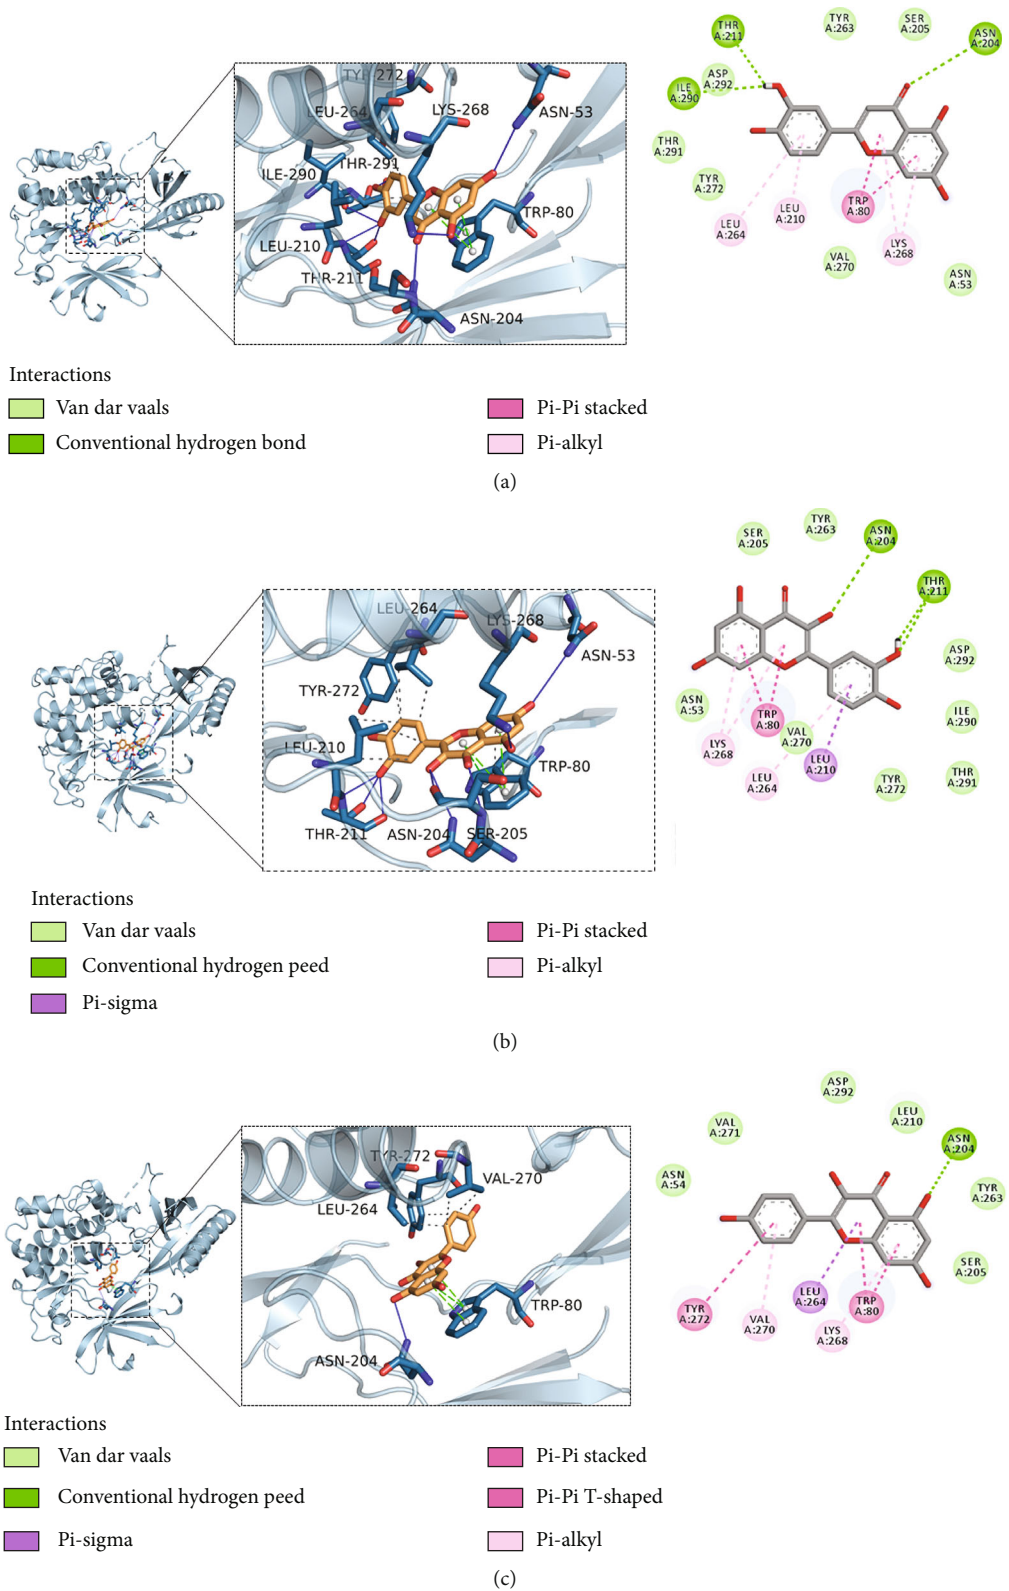 TYR-272
LEU-264
LYS-268
ASN-53
THR-291
ILE-290
TRP-80
LEU-210
THR-211
ASN-204
THR
A:211
TYR
A:263
SER
A:205
ASN
A:204
ASP
A:292
ILE
A:290
THR
A:291
TYR
A:272
LEU
A:264
LEU
A:210
TRP
A:80
LYS
A:268
VAL
A:270
ASN
A:53
Interactions
Van dar vaals
Conventional hydrogen bond
Pi-Pi stacked
Pi-alkyl
(a)
LEU-264
LYS-268
ASN-53
TYR-272
LEU-210
TRP-80
THR-211
ASN-204
SER-205
SER
A:205
TYR
A:263
ASN
A:204
THR
A:211
ASP
A:292
ASN
A:53
ILE
A:290
TRP
A:80
VAL
A:270
LYS
A:268
LEU
A:264
LEU
A:210
TYR
A:272
THR
A:291
Interactions
Van dar vaals
Conventional hydrogen peed
Pi-sigma
Pi-Pi stacked
Pi-alkyl
(b)
TYR-272
VAL-270
LEU-264
TRP-80
ASN-204
ASP
A:292
LEU
A:210
VAL
A:271
ASN
A:204
ASN
A:54
TYR
A:263
SER
A:205
LEU
A:264
TRP
A:80
TYR
A:272
VAL
A:270
LYS
A:268
Interactions
Van dar vaals
Conventional hydrogen peed
Pi-sigma
Pi-Pi stacked
Pi-Pi T-shaped
Pi-alkyl
(c)